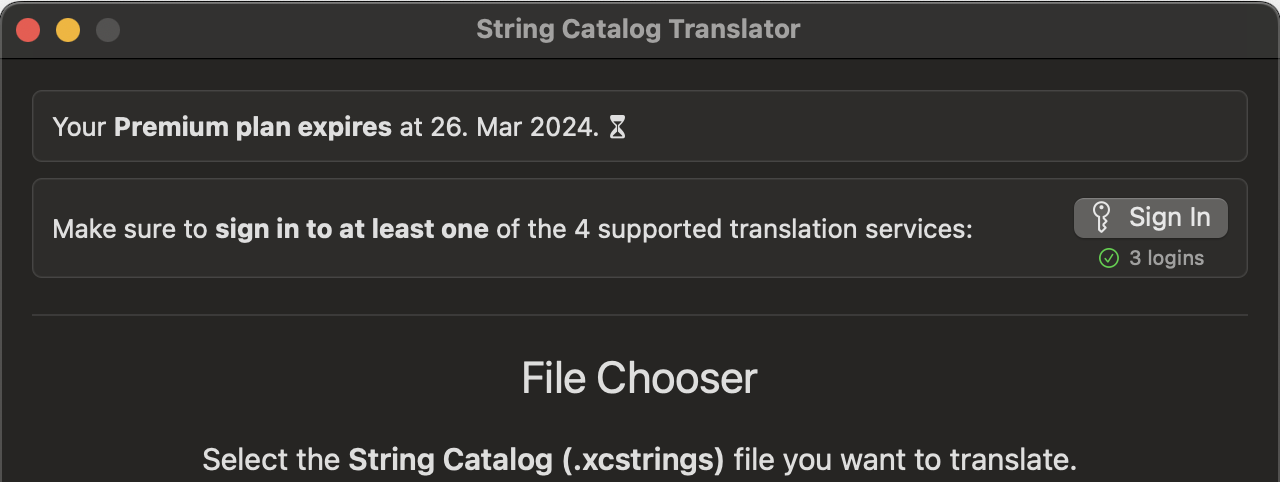 String Catalog Translator
Your Premium plan expires at 26. Mar 2024.
Make sure to sign in to at least one of the 4 supported translation services:
Sign In
3 logins
File Chooser
Select the String Catalog (.xcstrings) file you want to translate.